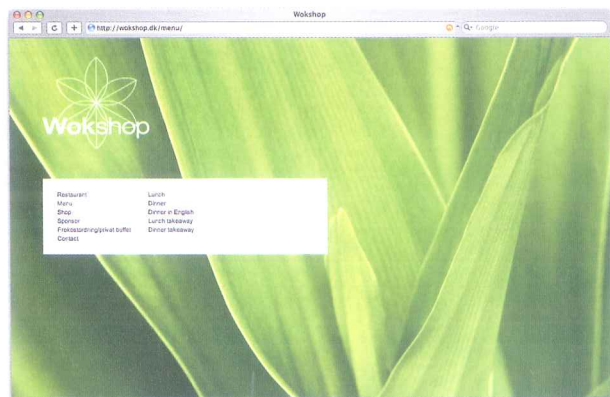 Wokshop
http://wokshop.dk/menu/
Google
Wokshop
Restaurant
Menu
Shop
Sponsor
Frokostordning/privat buffet
Contact
Lunch
Dinner
Dinner in English
Lunch takeaway
Dinner takeaway